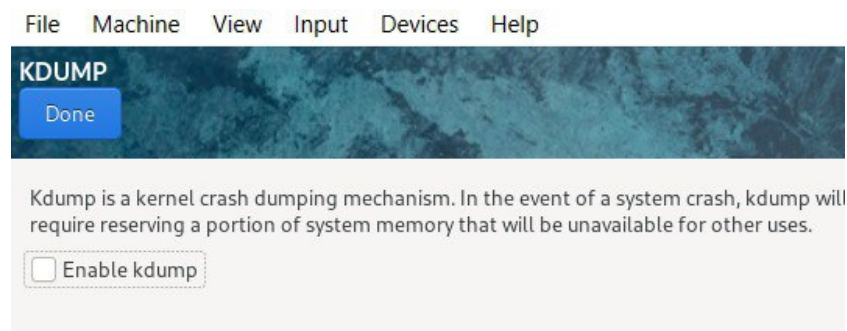 File Machine View Input Devices Help
KDUMP
Done
Kdump is a kernel crash dumping mechanism. In the event of a system crash, kdump will
require reserving a portion of system memory that will be unavailable for other uses.
Enable kdump